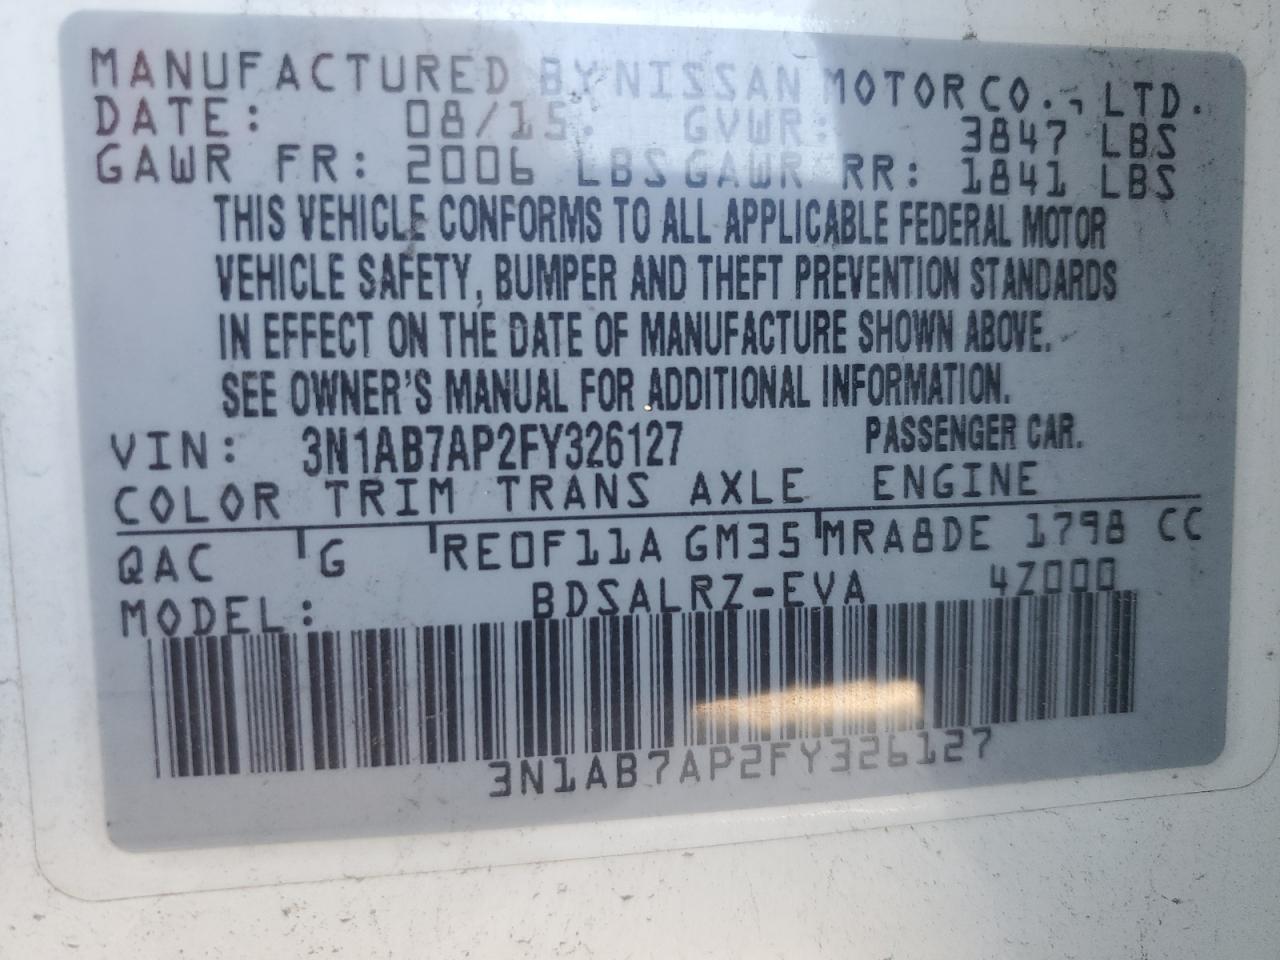 MANUFACTURED BY NISSAN MOTOR CO., LTD.
DATE: 08/15. GVWR: 3847 LBS
GAWR FR: 2006 LBS GAWR RR: 1841 LBS
THIS VEHICLE CONFORMS TO ALL APPLICABLE FEDERAL MOTOR
VEHICLE SAFETY, BUMPER AND THEFT PREVENTION STANDARDS
IN EFFECT ON THE DATE OF MANUFACTURE SHOWN ABOVE.
SEE OWNER'S MANUAL FOR ADDITIONAL INFORMATION.
VIN: 3N1AB7AP2FY326127 PASSENGER CAR.
COLOR TRIM TRANS AXLE ENGINE
QAC G RE0F11A GM35 MRA8DE 1798 CC
MODEL: BDSALRZ-EVA 4Z000
3N1AB7AP2FY326127